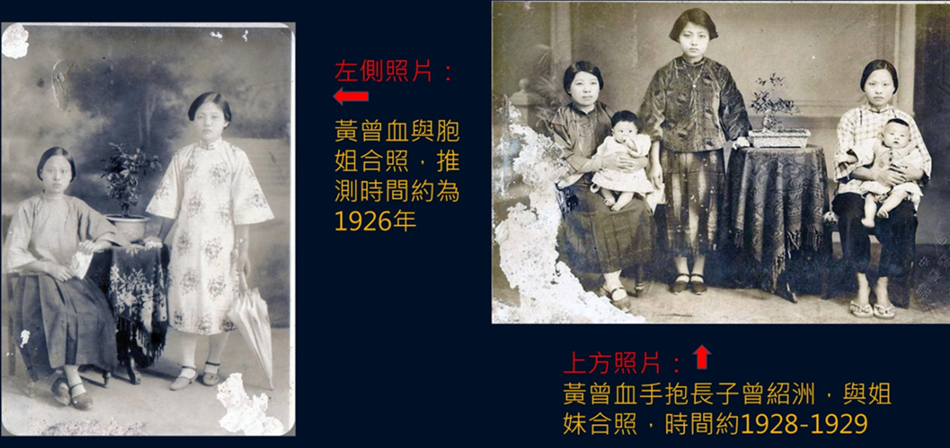 左側照片：
黃曾血與胞
姐合照，推
測時間約為
1926年
上方照片：
黃曾血手抱長子曾紹洲，與姐
妹合照，時間約1928-1929